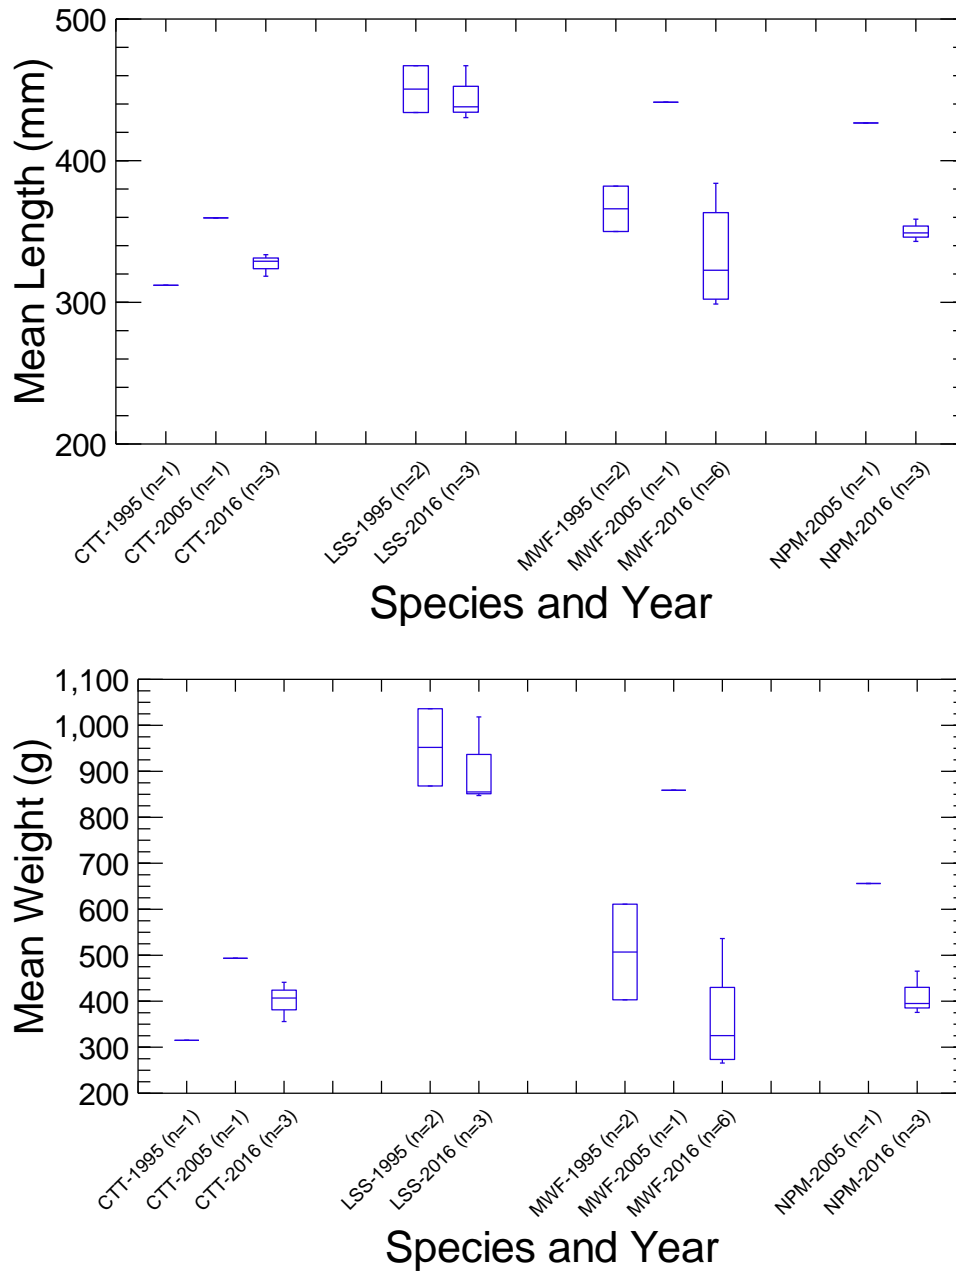 500
400
300
200
Mean Length (mm)
CTT-1995 (n=1)
CTT-2005 (n=1)
CTT-2016 (n=3)
LSS-1995 (n=2)
LSS-2016 (n=3)
MWF-1995 (n=2)
MWF-2005 (n=1)
MWF-2016 (n=6)
NPM-2005 (n=1)
NPM-2016 (n=3)
Species and Year
1,100
1,000
900
800
700
600
500
400
300
200
Mean Weight (g)
CTT-1995 (n=1)
CTT-2005 (n=1)
CTT-2016 (n=3)
LSS-1995 (n=2)
LSS-2016 (n=3)
MWF-1995 (n=2)
MWF-2005 (n=1)
MWF-2016 (n=6)
NPM-2005 (n=1)
NPM-2016 (n=3)
Species and Year